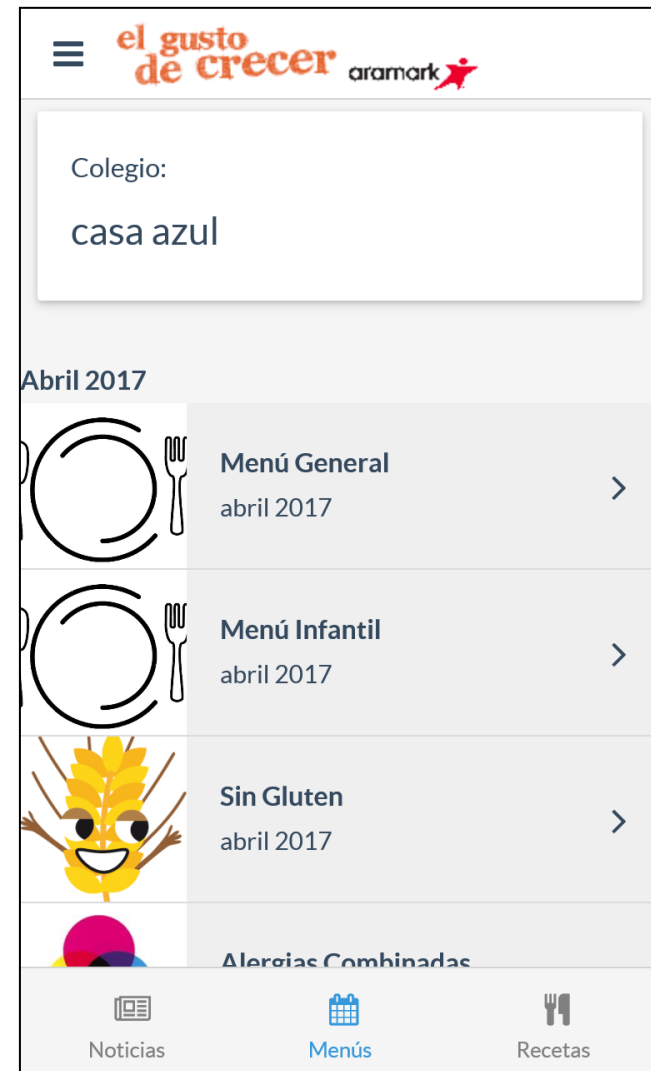 el gusto
de crecer aramark
Colegio:
casa azul
Abril 2017
Menú General
abril 2017
Menú Infantil
abril 2017
Sin Gluten
abril 2017
Alergias Combinadas
Noticias
Menús
Recetas